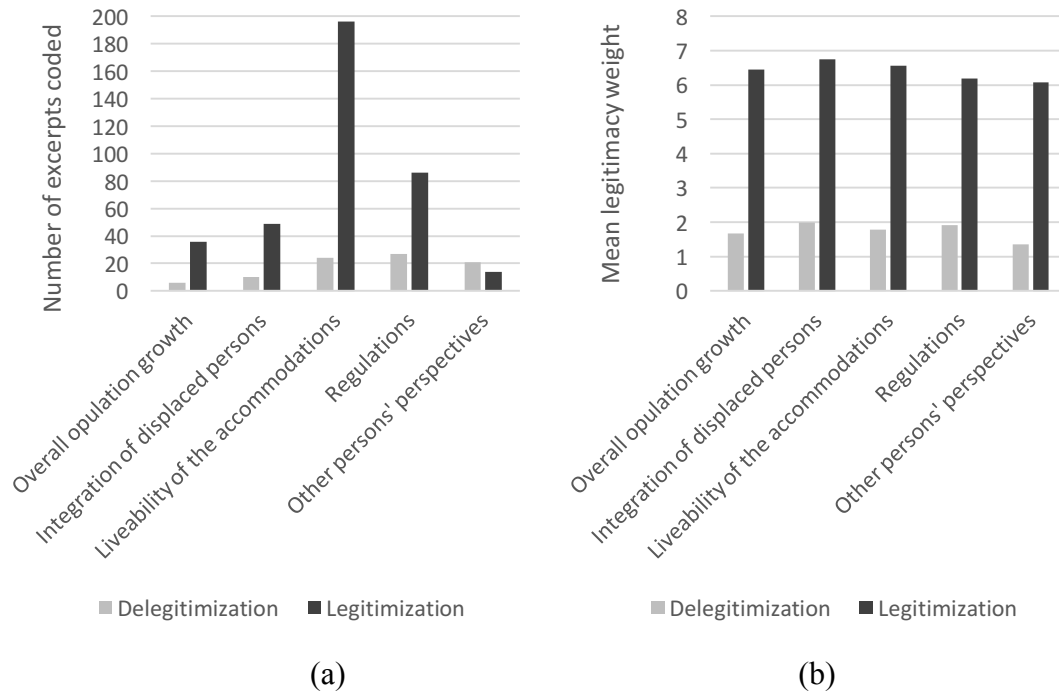 Number of excerpts coded
200
180
160
140
120
100
80
60
40
20
0
Overall opulation growth
Integration of displaced persons
Liveability of the accommodations
Regulations
Other persons' perspectives
Delegitimization Legitimization
(a)
Mean legitimacy weight
8
7
6
5
4
3
2
1
0
Overall opulation growth
Integration of displaced persons
Liveability of the accommodations
Regulations
Other persons' perspectives
Delegitimization Legitimization
(b)